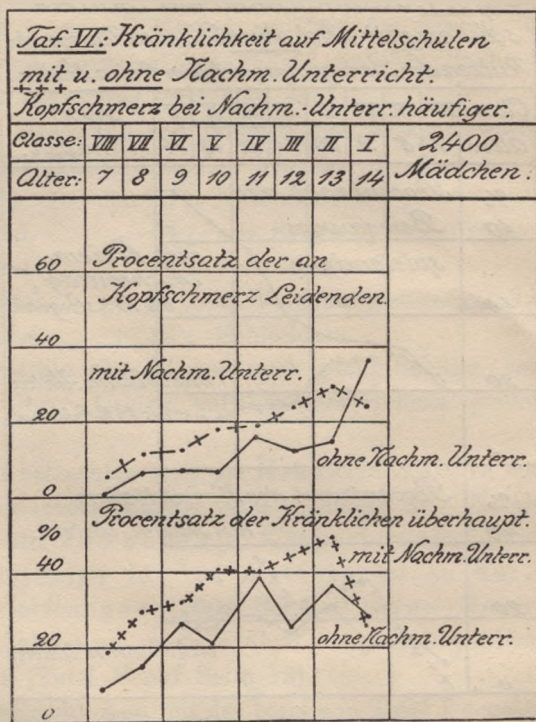 Taf. VI: Kränklichkeit auf Mittelschulen
mit u. ohne Nachm. Unterricht.
Kopfschmerz bei Nachm.-Unterr. häufiger.
Classe: VIII VII VI V IV III II I 2400
Alter: 7 8 9 10 11 12 13 14 Mädchen.
60 Procentsatz der an
Kopfschmerz Leidenden
40
mit Nachm. Unterr.
20
ohne Nachm. Unterr.
0
% Procentsatz der Kränklichen überhaupt.
mit Nachm. Unterr.
40
20 ohne Nachm. Unterr.
0